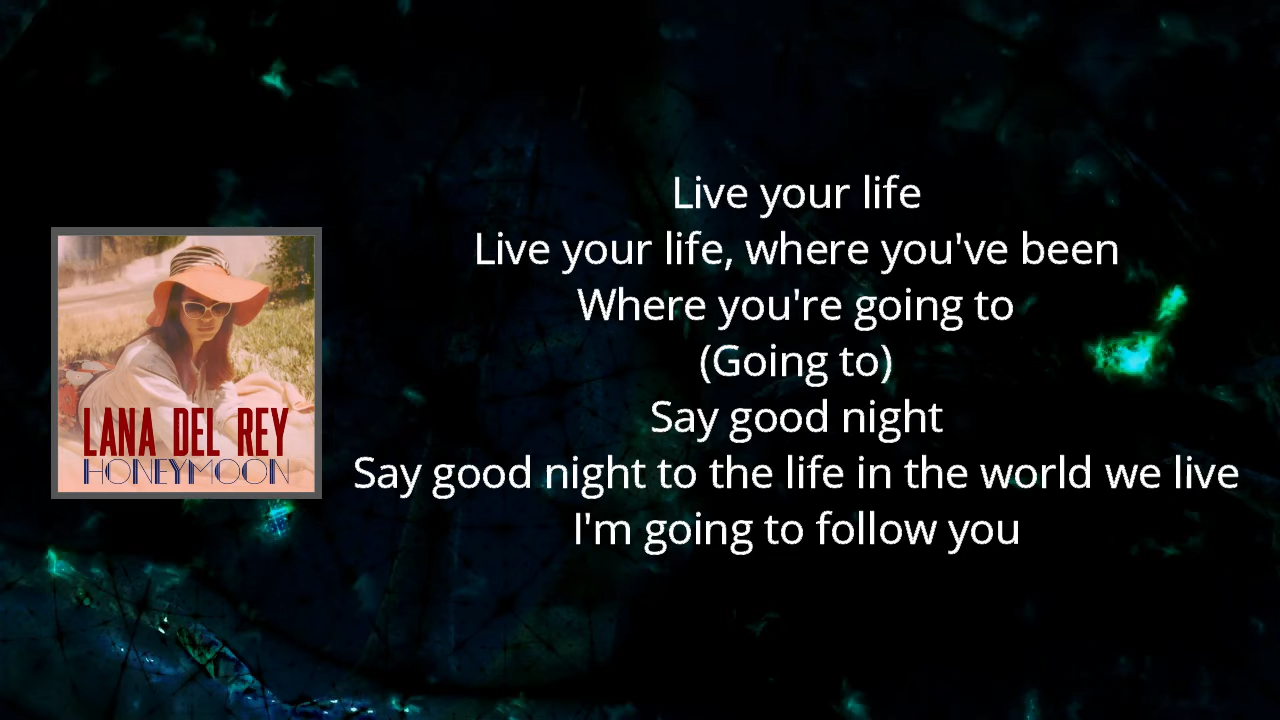 LANA DEL REY
HONEYMOON
Live your life
Live your life, where you've been
Where you're going to
(Going to)
Say good night
Say good night to the life in the world we live
I'm going to follow you